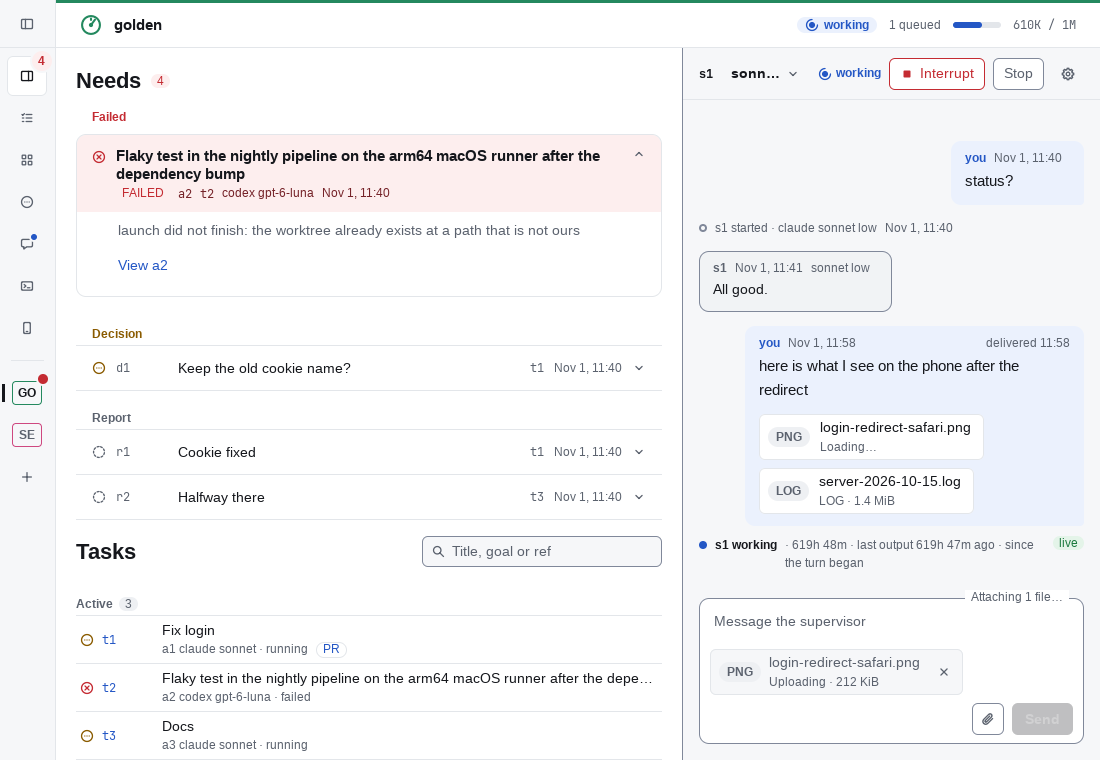 golden
working
1 queued
610K / 1M
4
GO
SE
Needs 4
Failed
Flaky test in the nightly pipeline on the arm64 macOS runner after the
dependency bump
FAILED a2 t2 codex gpt-6-luna Nov 1, 11:40
launch did not finish: the worktree already exists at a path that is not ours
View a2
Decision
d1 Keep the old cookie name? t1 Nov 1, 11:40
Report
r1 Cookie fixed t1 Nov 1, 11:40
r2 Halfway there t3 Nov 1, 11:40
Tasks
Title, goal or ref
Active 3
t1 Fix login
a1 claude sonnet · running PR
t2 Flaky test in the nightly pipeline on the arm64 macOS runner after the depe…
a2 codex gpt-6-luna · failed
t3 Docs
a3 claude sonnet · running
s1 sonn… working Interrupt Stop
you Nov 1, 11:40
status?
s1 started · claude sonnet low Nov 1, 11:40
s1 Nov 1, 11:41 sonnet low
All good.
you Nov 1, 11:58 delivered 11:58
here is what I see on the phone after the
redirect
PNG login-redirect-safari.png
Loading…
LOG server-2026-10-15.log
LOG · 1.4 MiB
s1 working · 619h 48m · last output 619h 47m ago · since
the turn began
live
Attaching 1 file…
Message the supervisor
PNG login-redirect-safari.png
Uploading · 212 KiB
Send